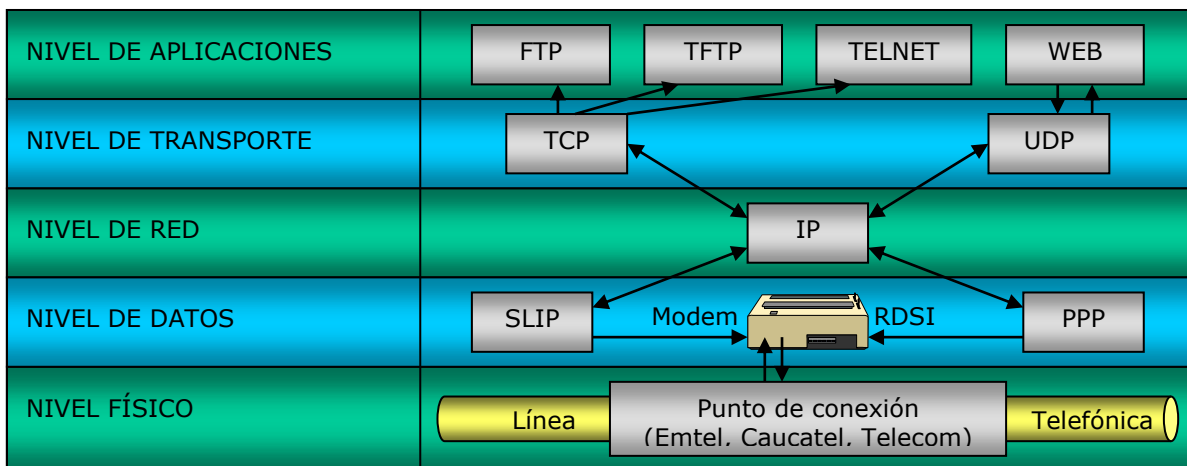 NIVEL DE APLICACIONES
FTP
TFTP
TELNET
WEB
NIVEL DE TRANSPORTE
TCP
UDP
NIVEL DE RED
IP
NIVEL DE DATOS
SLIP
Modem
RDSI
PPP
NIVEL FÍSICO
Línea
Punto de conexión
(Emtel, Caucatel, Telecom)
Telefónica